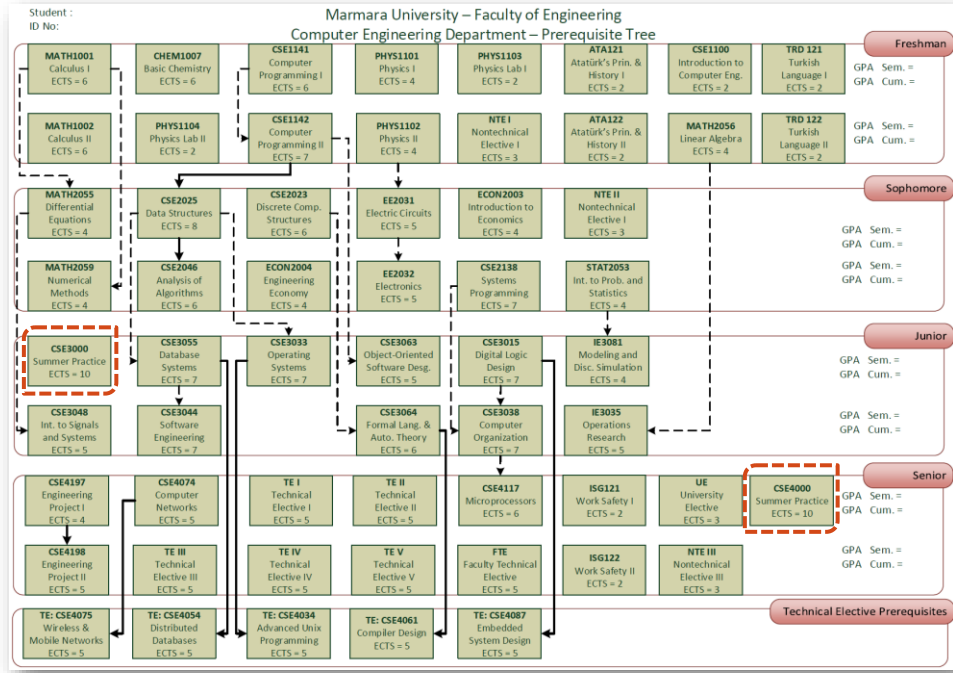 Student :
ID No:
Marmara University – Faculty of Engineering
Computer Engineering Department – Prerequisite Tree
Freshman
MATH1001
Calculus I
ECTS = 6
CHEM1007
Basic Chemistry
ECTS = 6
CSE1141
Computer
Programming I
ECTS = 6
PHYS1101
Physics I
ECTS = 4
PHYS1103
Physics Lab I
ECTS = 2
ATA121
Atatürk's Prin. &
History I
ECTS = 2
CSE1100
Introduction to
Computer Eng.
ECTS = 2
TRD 121
Turkish
Language I
ECTS = 2
GPA Sem. =
GPA Cum. =
MATH1002
Calculus II
ECTS = 6
PHYS1104
Physics Lab II
ECTS = 2
CSE1142
Computer
Programming II
ECTS = 7
PHYS1102
Physics II
ECTS = 4
NTE I
Nontechnical
Elective I
ECTS = 3
ATA122
Atatürk's Prin. &
History II
ECTS = 2
MATH2056
Linear Algebra
ECTS = 4
TRD 122
Turkish
Language II
ECTS = 2
GPA Sem. =
GPA Cum. =
Sophomore
MATH2055
Differential
Equations
ECTS = 4
CSE2025
Data Structures
ECTS = 8
CSE2023
Discrete Comp.
Structures
ECTS = 6
EE2031
Electric Circuits
ECTS = 5
ECON2003
Introduction to
Economics
ECTS = 4
NTE II
Nontechnical
Elective I
ECTS = 3
GPA Sem. =
GPA Cum. =
MATH2059
Numerical
Methods
ECTS = 4
CSE2046
Analysis of
Algorithms
ECTS = 6
ECON2004
Engineering
Economy
ECTS = 4
EE2032
Electronics
ECTS = 5
CSE2138
Systems
Programming
ECTS = 7
STAT2053
Int. to Prob. and
Statistics
ECTS = 4
GPA Sem. =
GPA Cum. =
Junior
CSE3000
Summer Practice
ECTS = 10
CSE3055
Database
Systems
ECTS = 7
CSE3033
Operating
Systems
ECTS = 7
CSE3063
Object-Oriented
Software Desg.
ECTS = 5
CSE3015
Digital Logic
Design
ECTS = 7
IE3081
Modeling and
Disc. Simulation
ECTS = 4
GPA Sem. =
GPA Cum. =
CSE3048
Int. to Signals
and Systems
ECTS = 5
CSE3044
Software
Engineering
ECTS = 7
CSE3064
Formal Lang. &
Auto. Theory
ECTS = 6
CSE3038
Computer
Organization
ECTS = 7
IE3035
Operations
Research
ECTS = 5
GPA Sem. =
GPA Cum. =
Senior
CSE4197
Engineering
Project I
ECTS = 4
CSE4074
Computer
Networks
ECTS = 5
TE I
Technical
Elective I
ECTS = 5
TE II
Technical
Elective II
ECTS = 5
CSE4117
Microprocessors
ECTS = 6
ISG121
Work Safety I
ECTS = 2
UE
University
Elective
ECTS = 3
CSE4000
Summer Practice
ECTS = 10
GPA Sem. =
GPA Cum. =
CSE4198
Engineering
Project II
ECTS = 5
TE III
Technical
Elective III
ECTS = 5
TE IV
Technical
Elective IV
ECTS = 5
TE V
Technical
Elective V
ECTS = 5
FTE
Faculty Technical
Elective
ECTS = 5
ISG122
Work Safety II
ECTS = 2
NTE III
Nontechnical
Elective III
ECTS = 3
GPA Sem. =
GPA Cum. =
Technical Elective Prerequisites
TE: CSE4075
Wireless &
Mobile Networks
ECTS = 5
TE: CSE4054
Distributed
Databases
ECTS = 5
TE: CSE4034
Advanced Unix
Programming
ECTS = 5
TE: CSE4061
Compiler Design
ECTS = 5
TE: CSE4087
Embedded
System Design
ECTS = 5